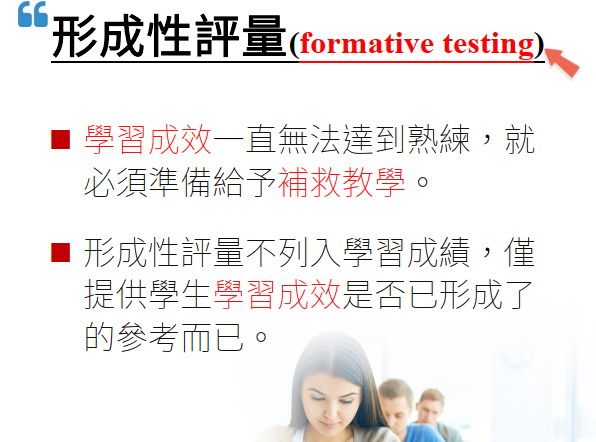 形成性評量(formative testing)
學習成效一直無法達到熟練，就
必須準備給予補救教學。
形成性評量不列入學習成績，僅
提供學生學習成效是否已形成了
的參考而已。